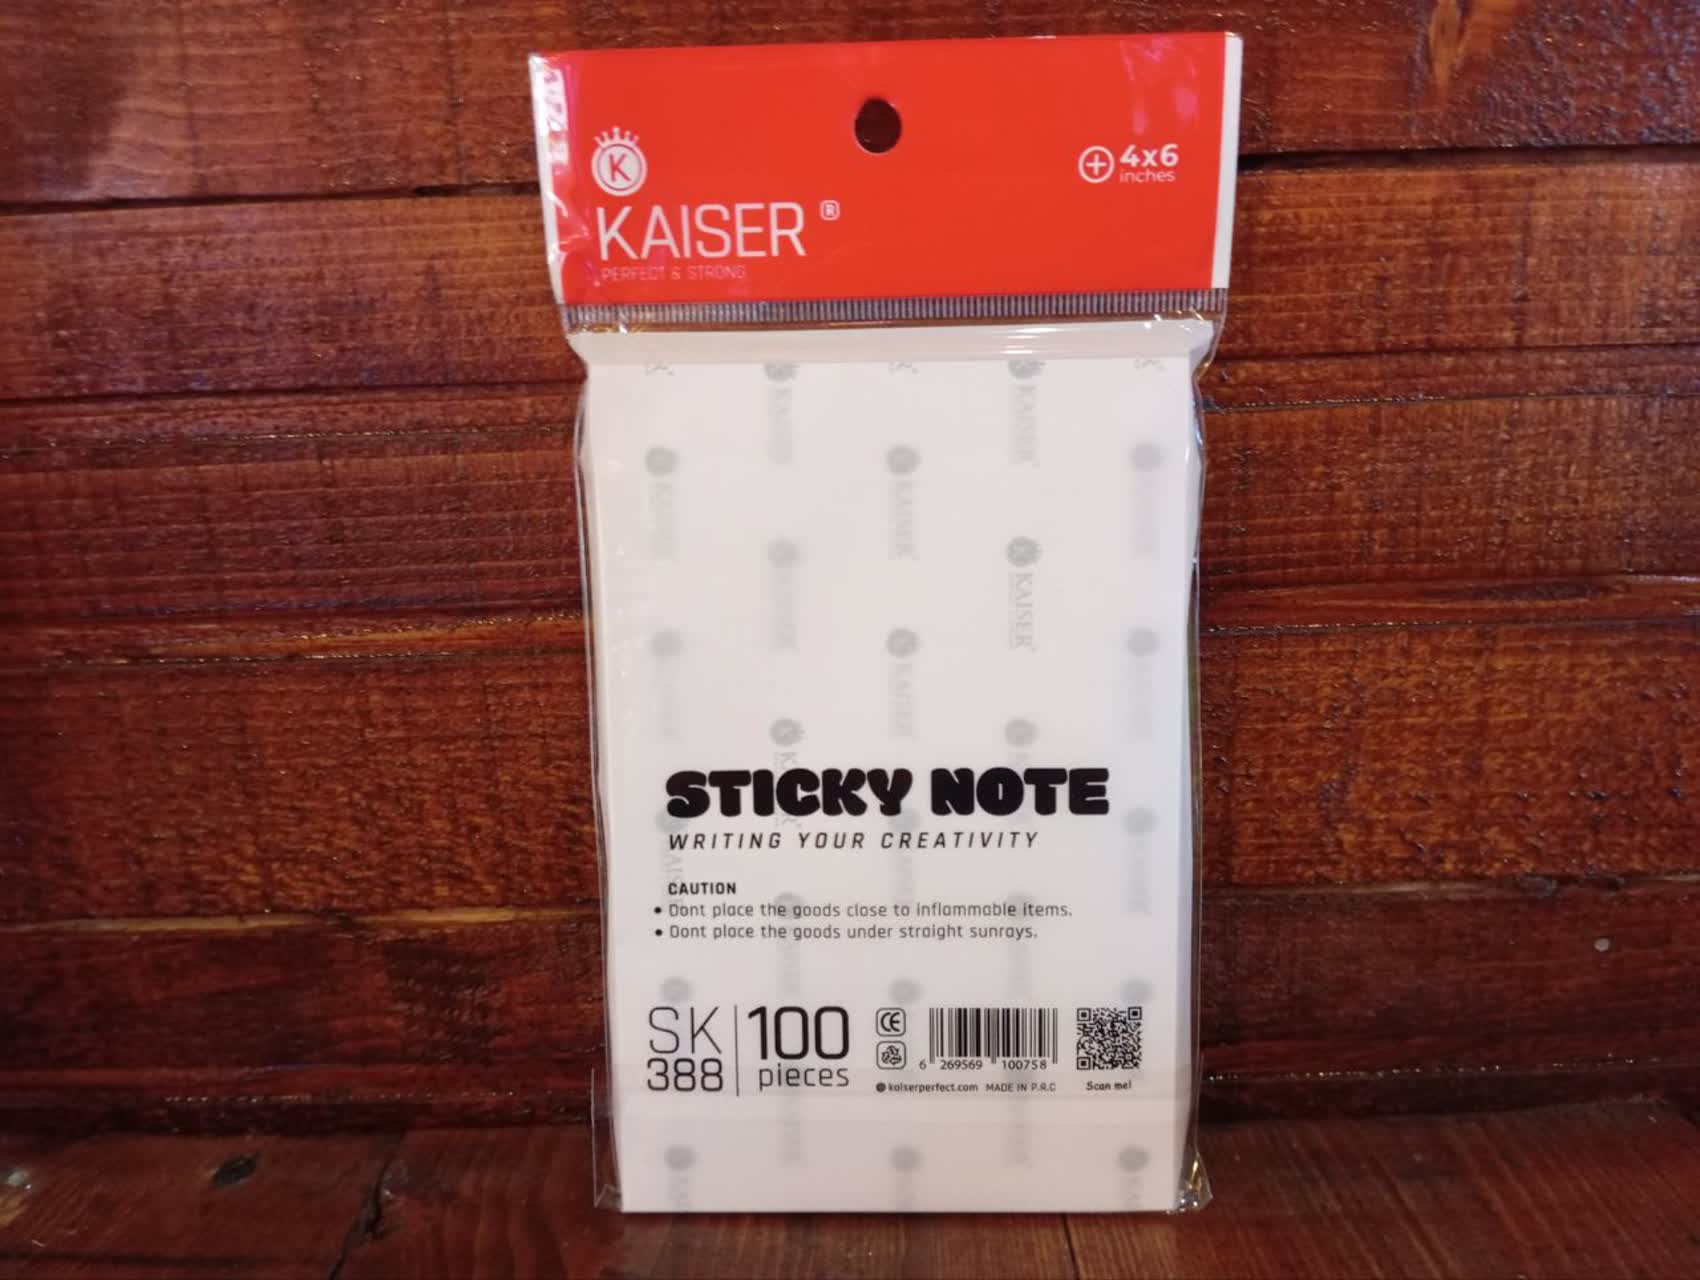 K
KAISER ®
PERFECT & STRONG
4x6
inches
KAISER
STICKY NOTE
WRITING YOUR CREATIVITY
CAUTION
• Dont place the goods close to inflammable items.
• Dont place the goods under straight sunrays.
SK
388
100
pieces
CE
6 269569 100758
kaiserperfect.com MADE IN P.R.C
Scan me!